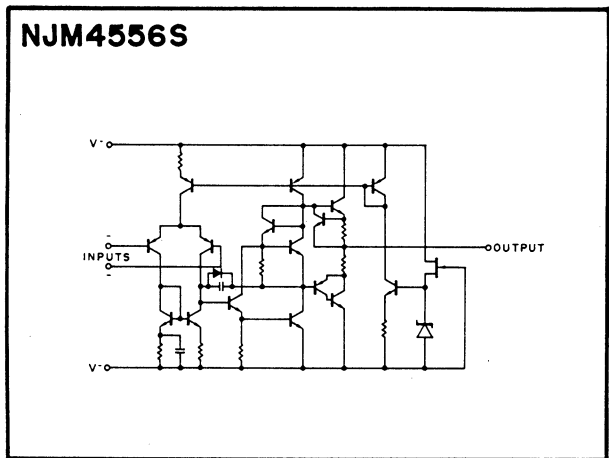 NJM4556S
V-
-
INPUTS
-
OUTPUT
V-